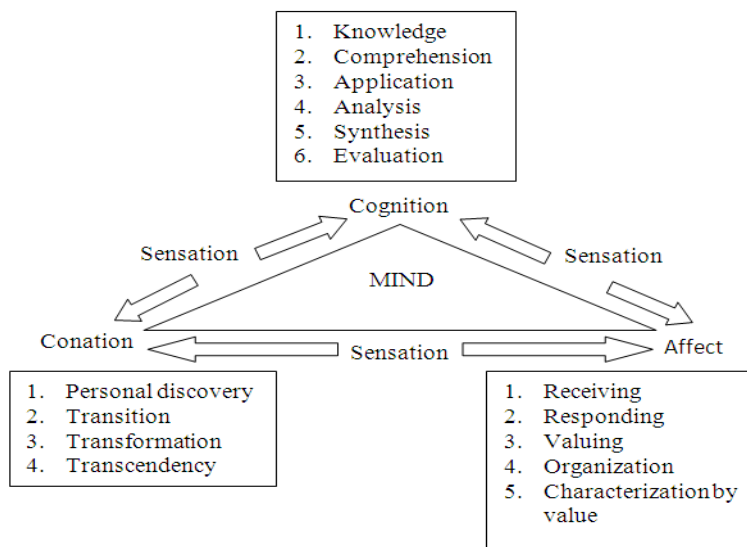 1. Knowledge
2. Comprehension
3. Application
4. Analysis
5. Synthesis
6. Evaluation
Cognition
Sensation
Sensation
MIND
Conation
Sensation
Affect
1. Personal discovery
2. Transition
3. Transformation
4. Transcendency
1. Receiving
2. Responding
3. Valuing
4. Organization
5. Characterization by
value